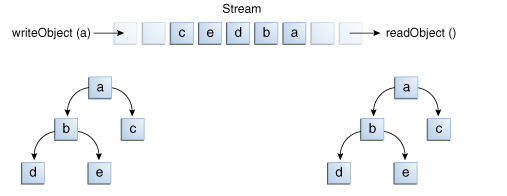 Stream
writeObject (a) c e d b a readObject ()
a a
b c b c
d e d e